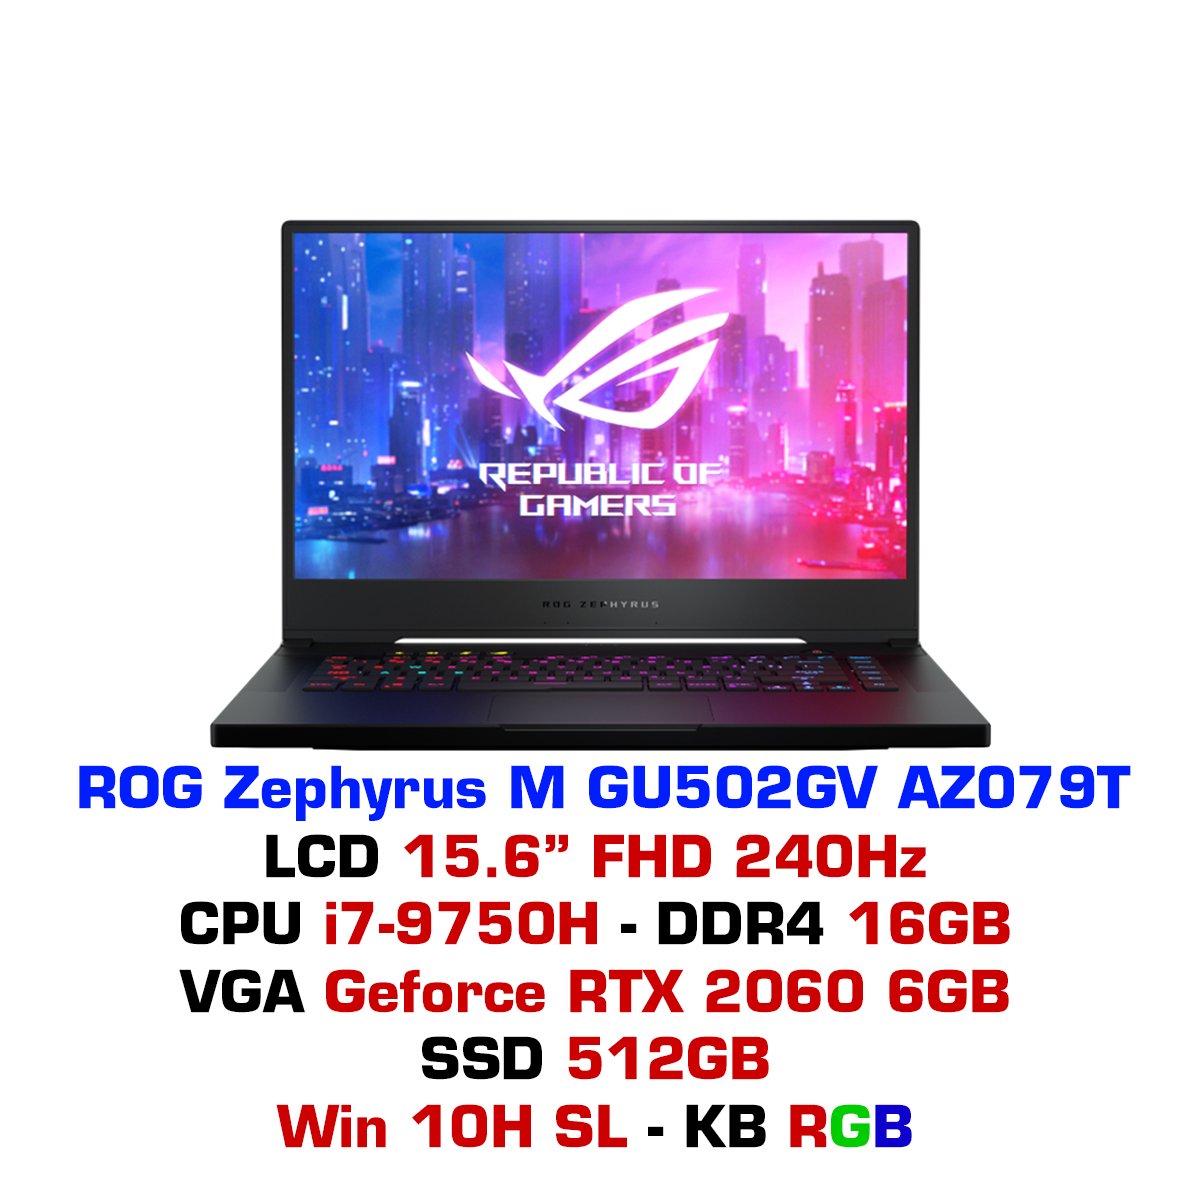 REPUBLIC OF
GAMERS
ROG ZEPHYRUS
ROG Zephyrus M GU502GV AZ079T
LCD 15.6” FHD 240Hz
CPU i7-9750H - DDR4 16GB
VGA Geforce RTX 2060 6GB
SSD 512GB
Win 10H SL - KB RGB